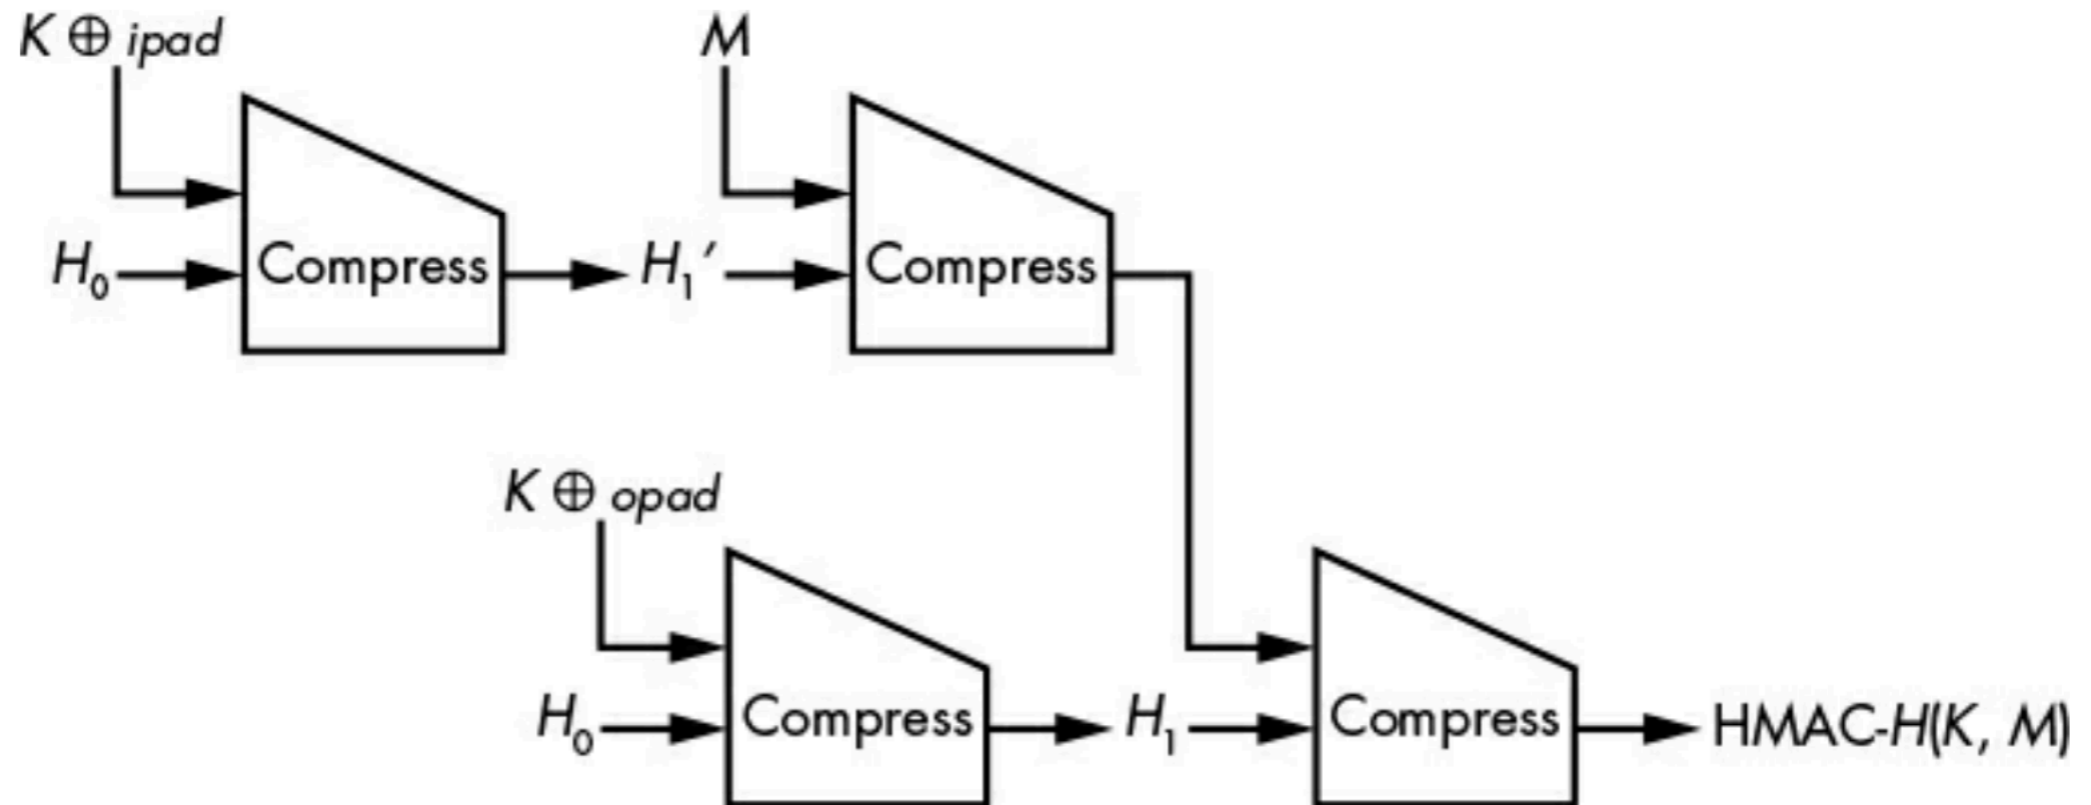 K ⊕ ipad
M
H₀
Compress
H₁′
Compress
K ⊕ opad
H₀
Compress
H₁
Compress
HMAC-H(K, M)